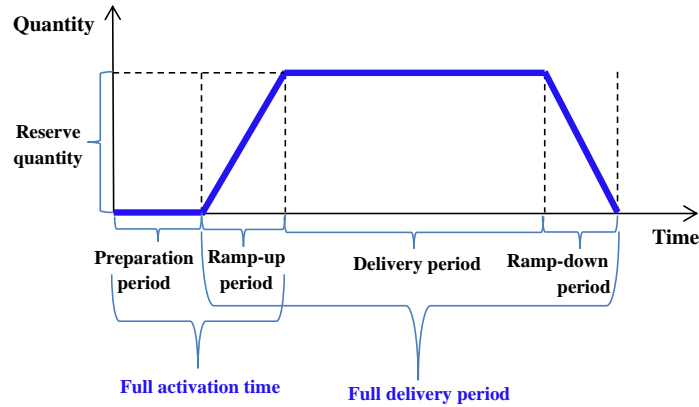 Quantity
Reserve
quantity
Time
Preparation
period
Ramp-up
period
Delivery period
Ramp-down
period
Full activation time
Full delivery period